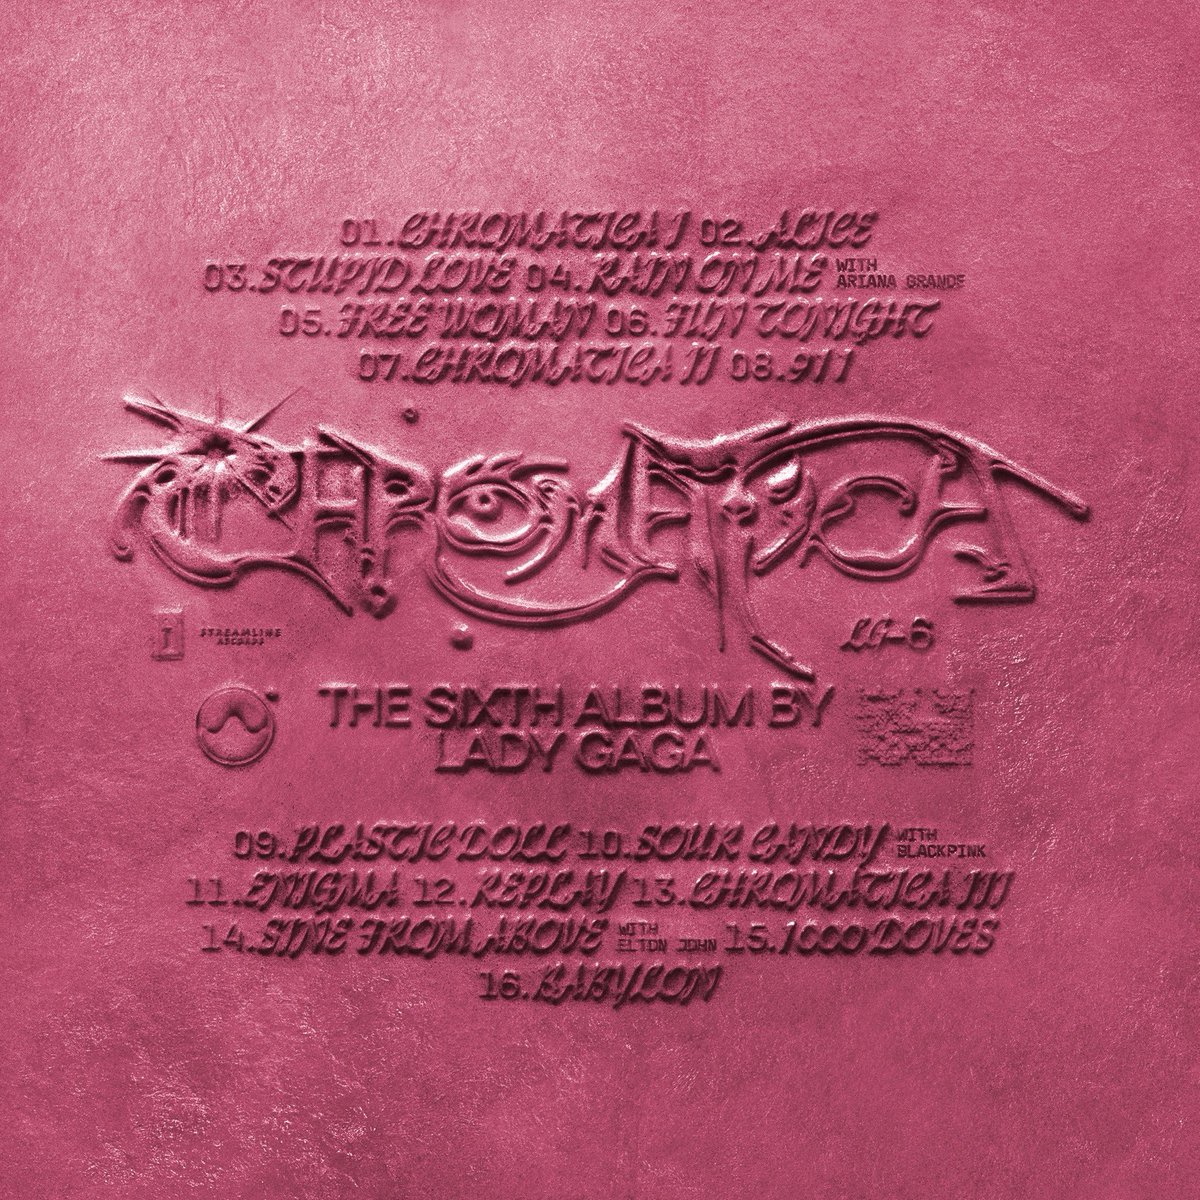 01.CHROMATICA I 02.ALICE
03.STUPID LOVE 04.RAIN ON ME WITH ARIANA GRANDE
05.FREE WOMAN 06.FUN TONIGHT
07.CHROMATICA II 08.911
CHROMATICA
I STREAMLINE RECORDS
LG-6
THE SIXTH ALBUM BY
LADY GAGA
09.PLASTIC DOLL 10.SOUR CANDY WITH BLACKPINK
11.ENIGMA 12.REPLAY 13.CHROMATICA III
14.SINE FROM ABOVE WITH ELTON JOHN 15.1000 DOVES
16.BABYLON